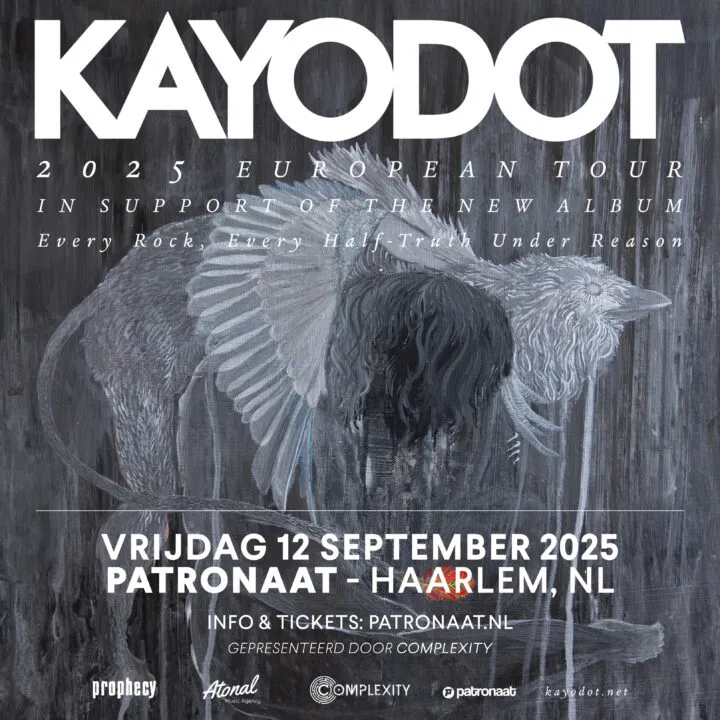 KAYODOT
2025 EUROPEAN TOUR
IN SUPPORT OF THE NEW ALBUM
Every Rock, Every Half-Truth Under Reason
VRIJDAG 12 SEPTEMBER 2025
PATRONAAT - HAARLEM, NL
INFO & TICKETS: PATRONAAT.NL
GEPRESENTEERD DOOR COMPLEXITY
prophecy Atonal Music Agency COMPLEXITY patronaat kayodot.net